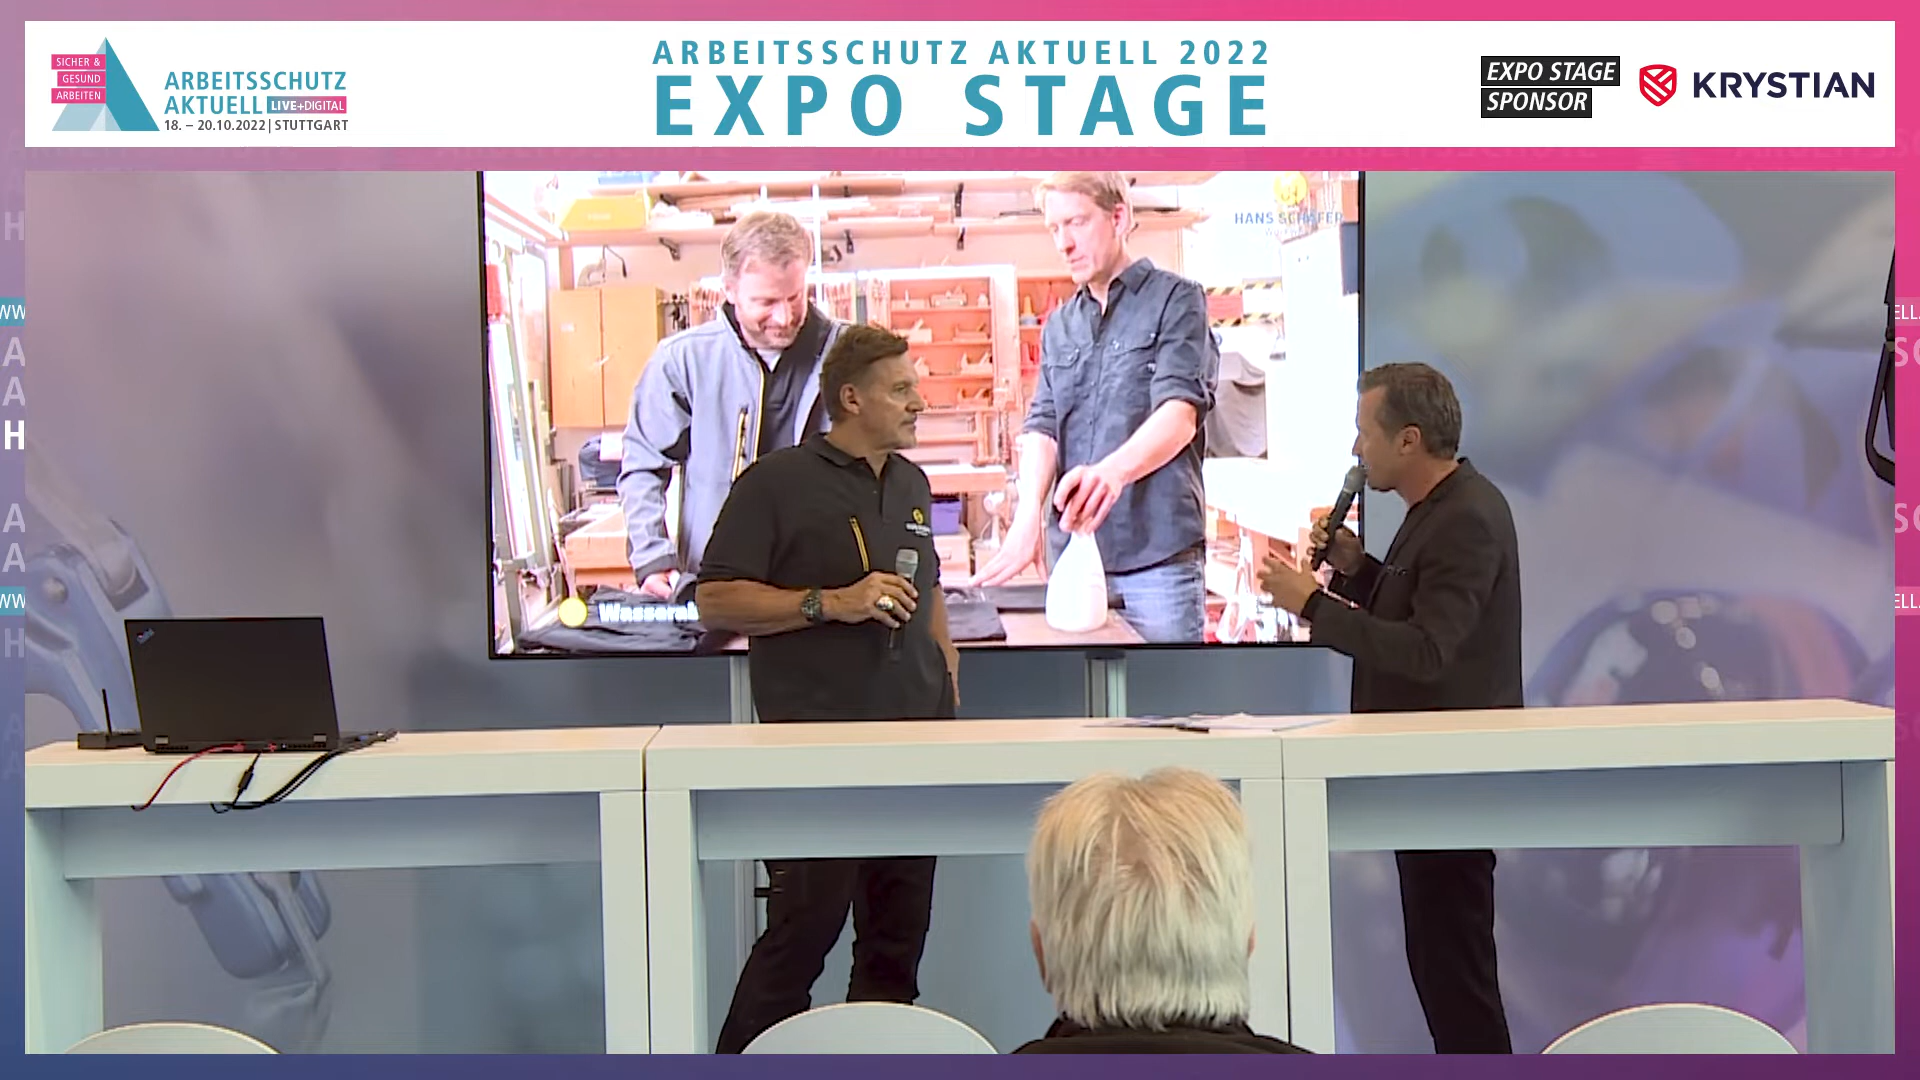 SICHER &
GESUND
ARBEITEN
ARBEITSSCHUTZ
AKTUELL LIVE+DIGITAL
18. – 20.10.2022 | STUTTGART
ARBEITSSCHUTZ AKTUELL 2022
EXPO STAGE
EXPO STAGE
SPONSOR
KRYSTIAN
HANS SCHÄFER